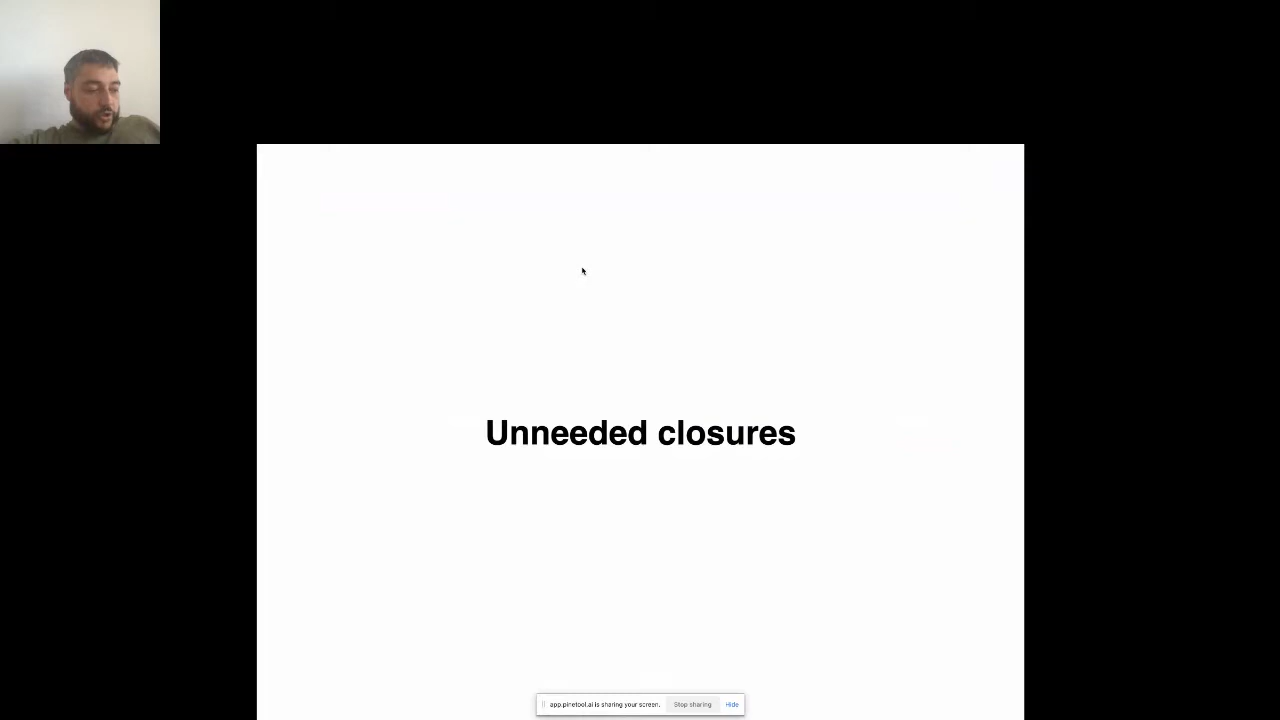 Unneeded closures
app.pinetool.ai is sharing your screen. Stop sharing Hide